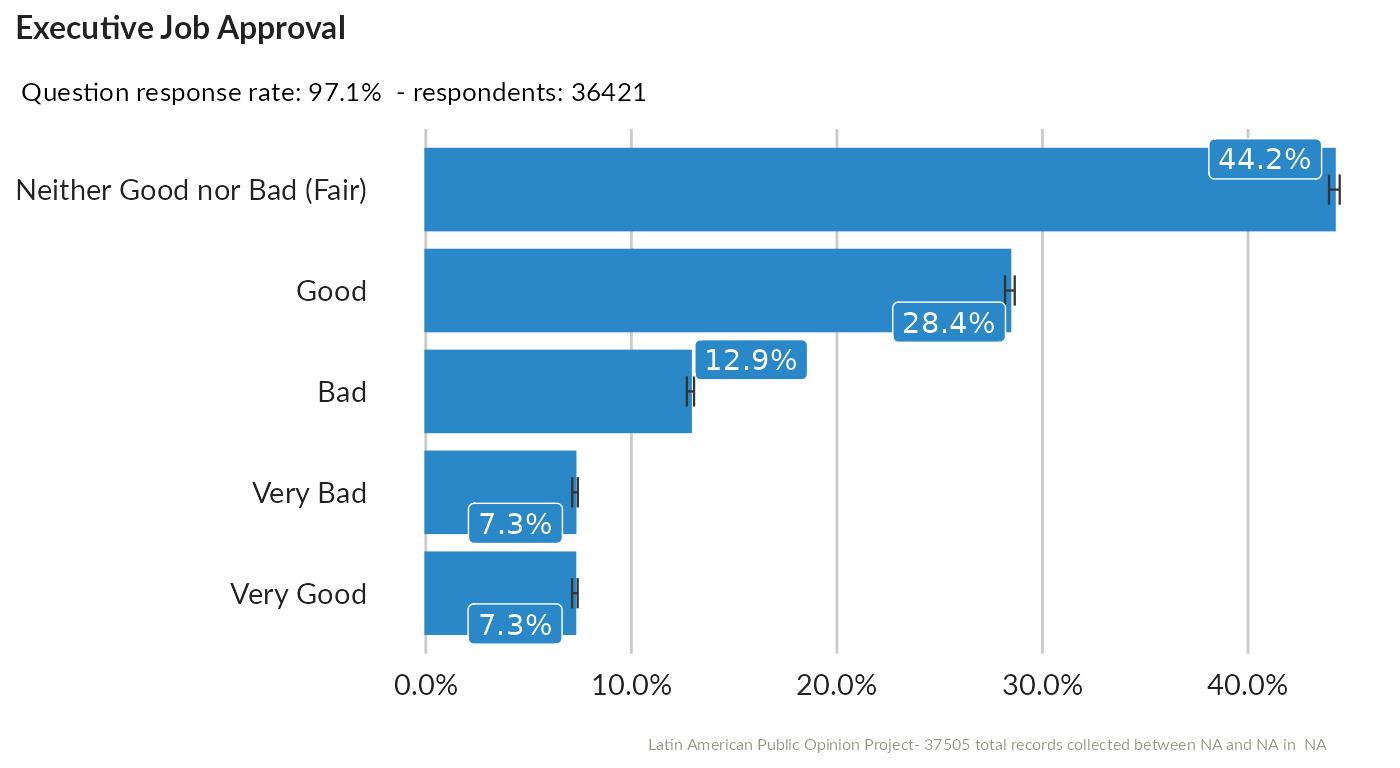 Executive Job Approval
Question response rate: 97.1%  - respondents: 36421
Neither Good nor Bad (Fair) 44.2%
Good 28.4%
Bad 12.9%
Very Bad 7.3%
Very Good 7.3%
0.0% 10.0% 20.0% 30.0% 40.0%
Latin American Public Opinion Project- 37505 total records collected between NA and NA in  NA